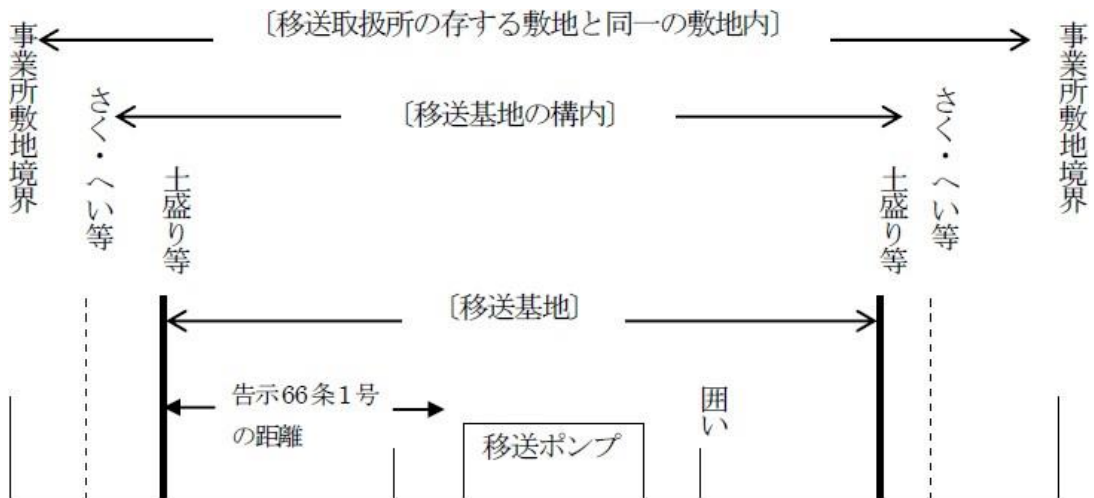 〔移送取扱所の存する敷地と同一の敷地内〕
事業所敷地境界
事業所敷地境界
さく・へい等
〔移送基地の構内〕
さく・へい等
土盛り等
土盛り等
〔移送基地〕
告示66条1号
の距離
囲い
移送ポンプ